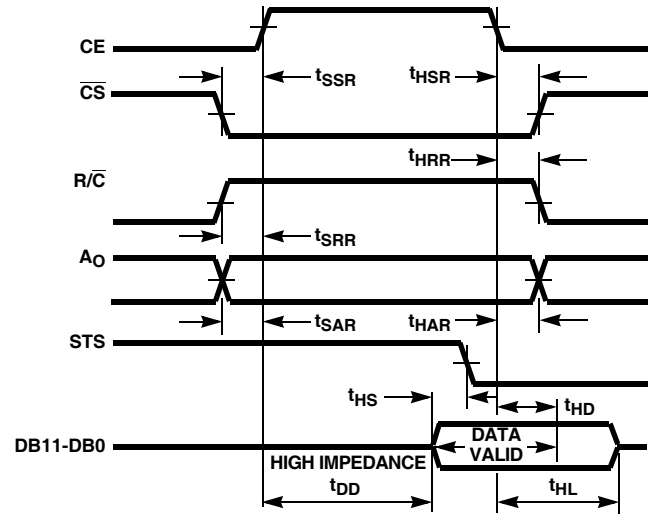 CE
tSSR
tHSR
CS
tHRR
R/C
tSRR
AO
tSAR
tHAR
STS
tHS
tHD
DB11-DB0
DATA
VALID
HIGH IMPEDANCE
tDD
tHL